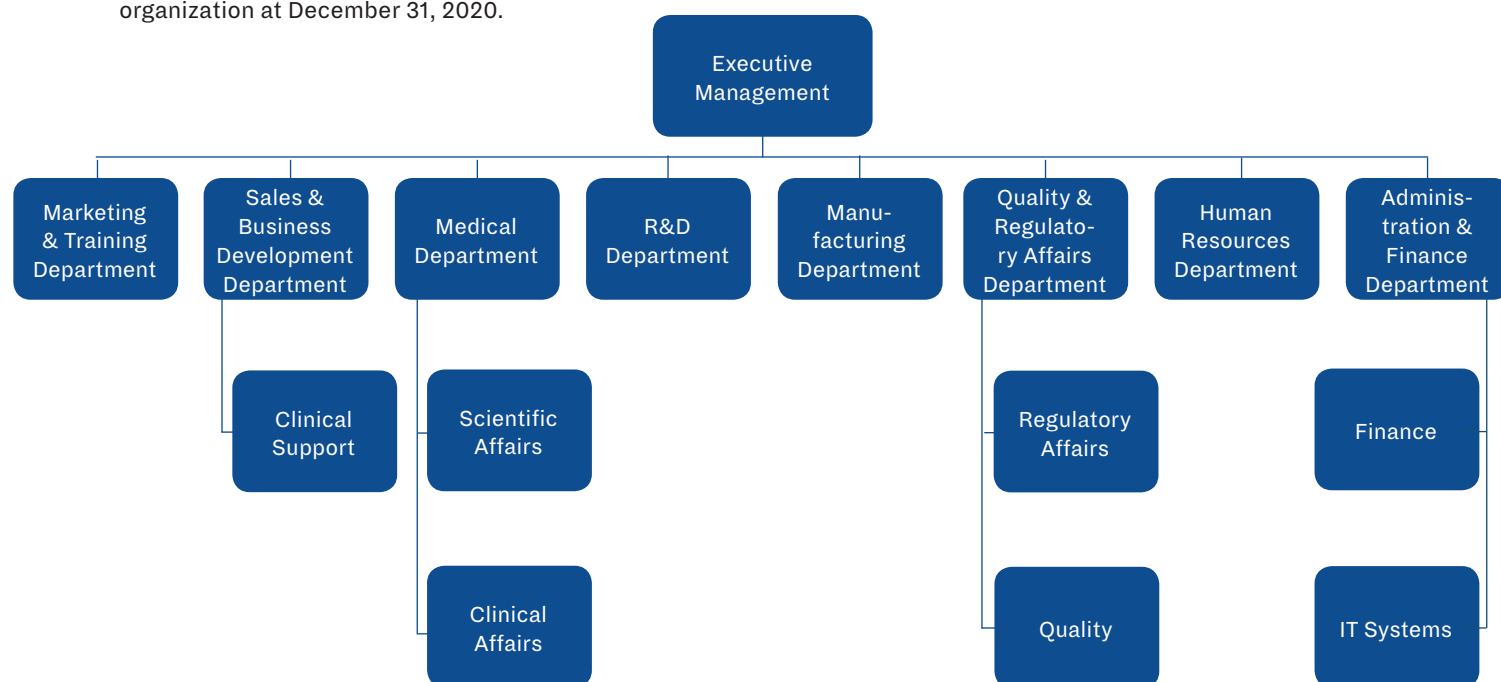 organization at December 31, 2020.
Executive
Management
Marketing
& Training
Department
Sales &
Business
Development
Department
Medical
Department
R&D
Department
Manu-
facturing
Department
Quality &
Regulato-
ry Affairs
Department
Human
Resources
Department
Adminis-
tration &
Finance
Department
Clinical
Support
Scientific
Affairs
Regulatory
Affairs
Finance
Clinical
Affairs
Quality
IT Systems